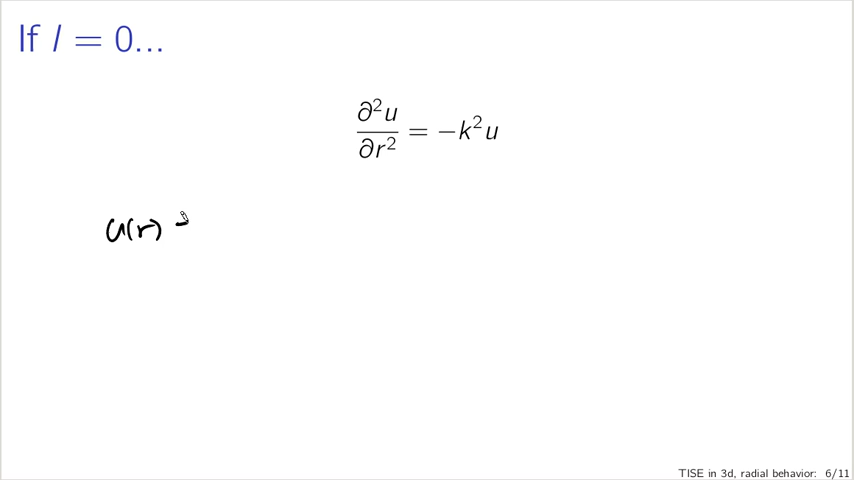 If l = 0...
∂²u
∂r² = −k²u
u(r) =
TISE in 3d, radial behavior: 6/11